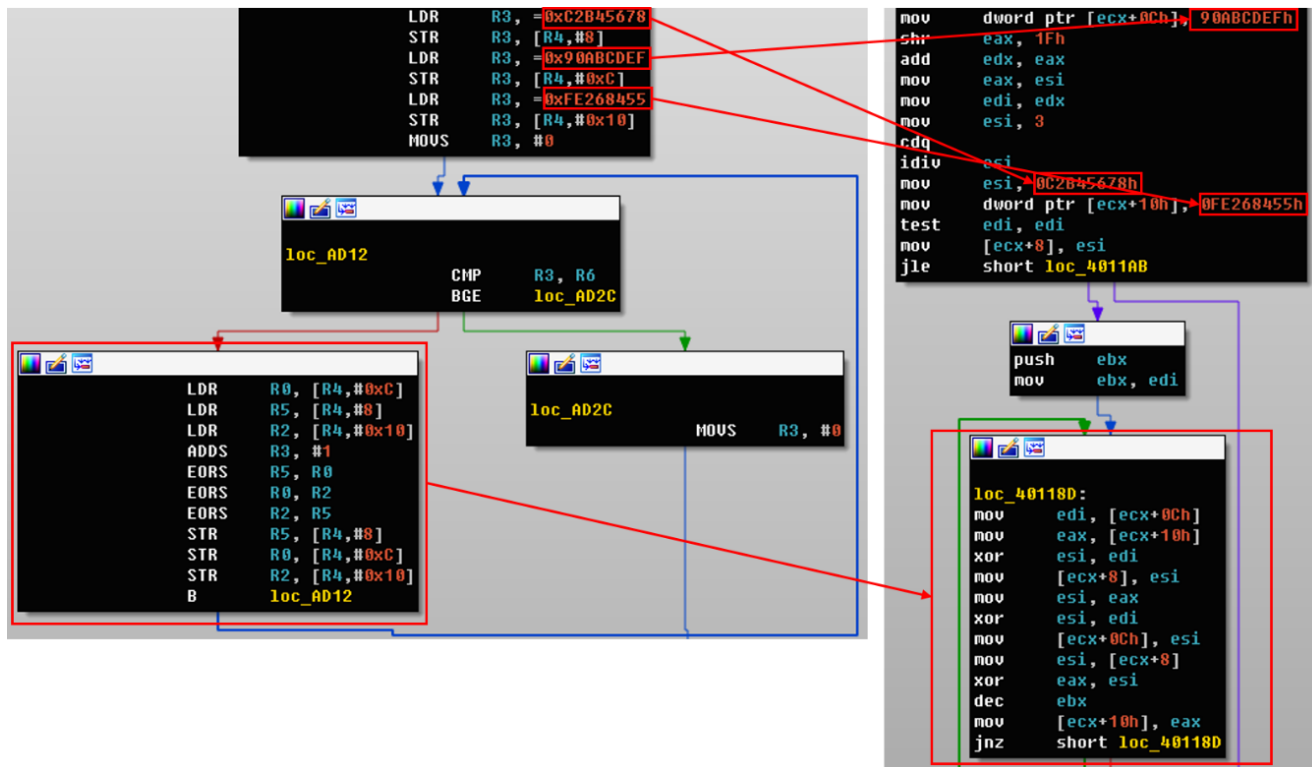 LDR R3, =0xC2B45678
STR R3, [R4,#8]
LDR R3, =0x90ABCDEF
STR R3, [R4,#0xC]
LDR R3, =0xFE268455
STR R3, [R4,#0x10]
MOVS R3, #0
loc_AD12
CMP R3, R6
BGE loc_AD2C
LDR R0, [R4,#0xC]
LDR R5, [R4,#8]
LDR R2, [R4,#0x10]
ADDS R3, #1
EORS R5, R0
EORS R0, R2
EORS R2, R5
STR R5, [R4,#8]
STR R0, [R4,#0xC]
STR R2, [R4,#0x10]
B loc_AD12
loc_AD2C
MOVS R3, #0
mov dword ptr [ecx+0Ch], 90ABCDEFh
shr eax, 1Fh
add edx, eax
mov eax, esi
mov edi, edx
mov esi, 3
cdq
idiv esi
mov esi, 0C2B45678h
mov dword ptr [ecx+10h], 0FE268455h
test edi, edi
mov [ecx+8], esi
jle short loc_4011AB
push ebx
mov ebx, edi
loc_40118D:
mov edi, [ecx+0Ch]
mov eax, [ecx+10h]
xor esi, edi
mov [ecx+8], esi
mov esi, eax
xor esi, edi
mov [ecx+0Ch], esi
mov esi, [ecx+8]
xor eax, esi
dec ebx
mov [ecx+10h], eax
jnz short loc_40118D